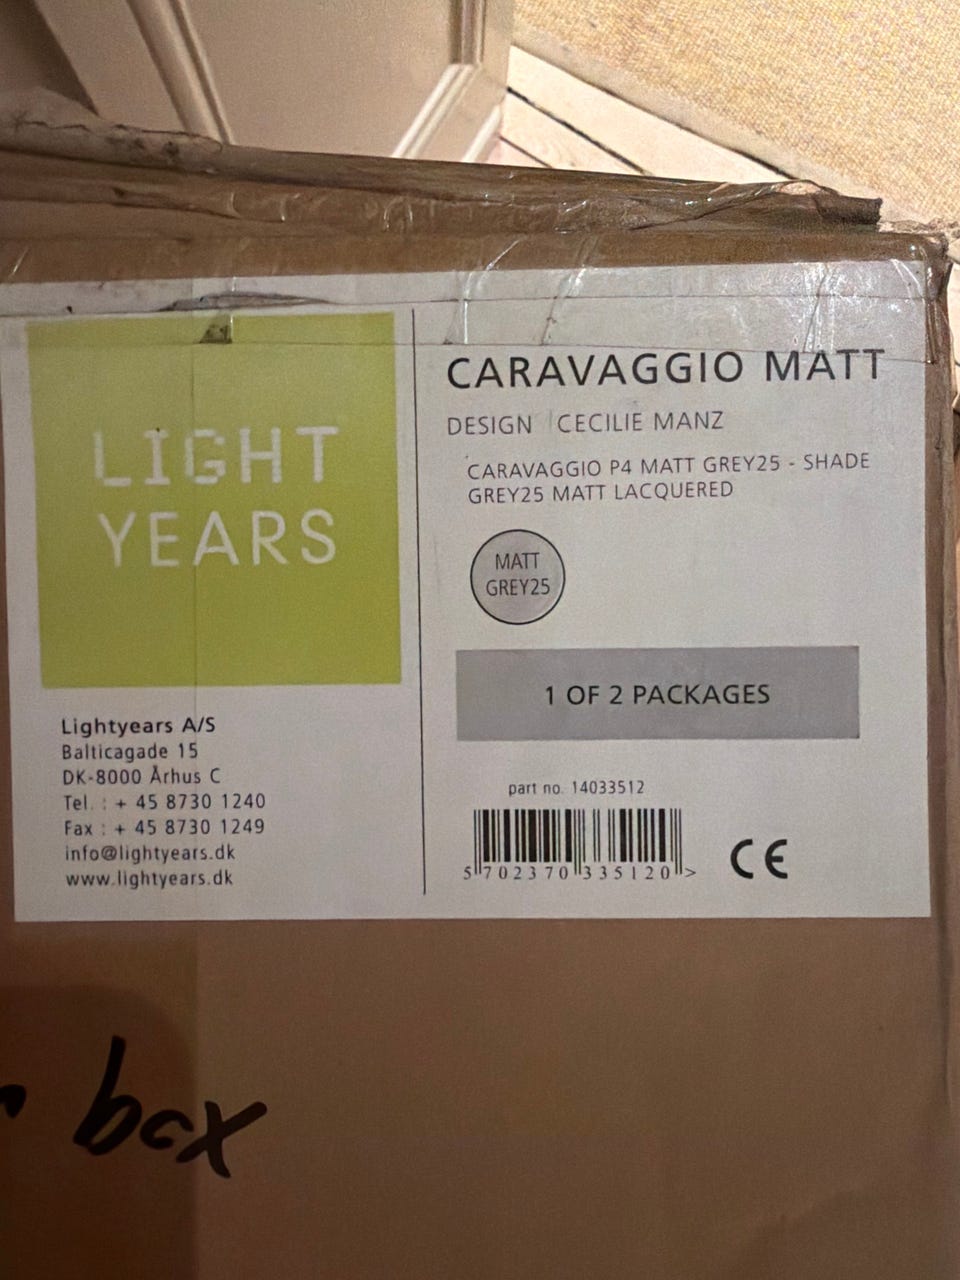 LIGHT
YEARS
Lightyears A/S
Balticagade 15
DK-8000 Århus C
Tel. : + 45 8730 1240
Fax : + 45 8730 1249
info@lightyears.dk
www.lightyears.dk
CARAVAGGIO MATT
DESIGN CECILIE MANZ
CARAVAGGIO P4 MATT GREY25 - SHADE
GREY25 MATT LACQUERED
MATT
GREY25
1 OF 2 PACKAGES
part no. 14033512
5 702370 335120 >
CE
box